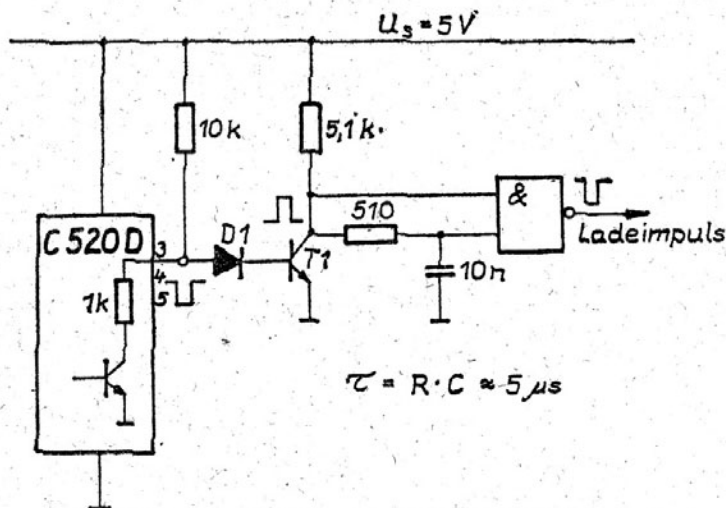 U_s = 5V
10k
5,1k.
&
C520D
3
D1
510
Ladeimpuls
4
T1
1k
5
10n
τ = R·C ≈ 5 µs